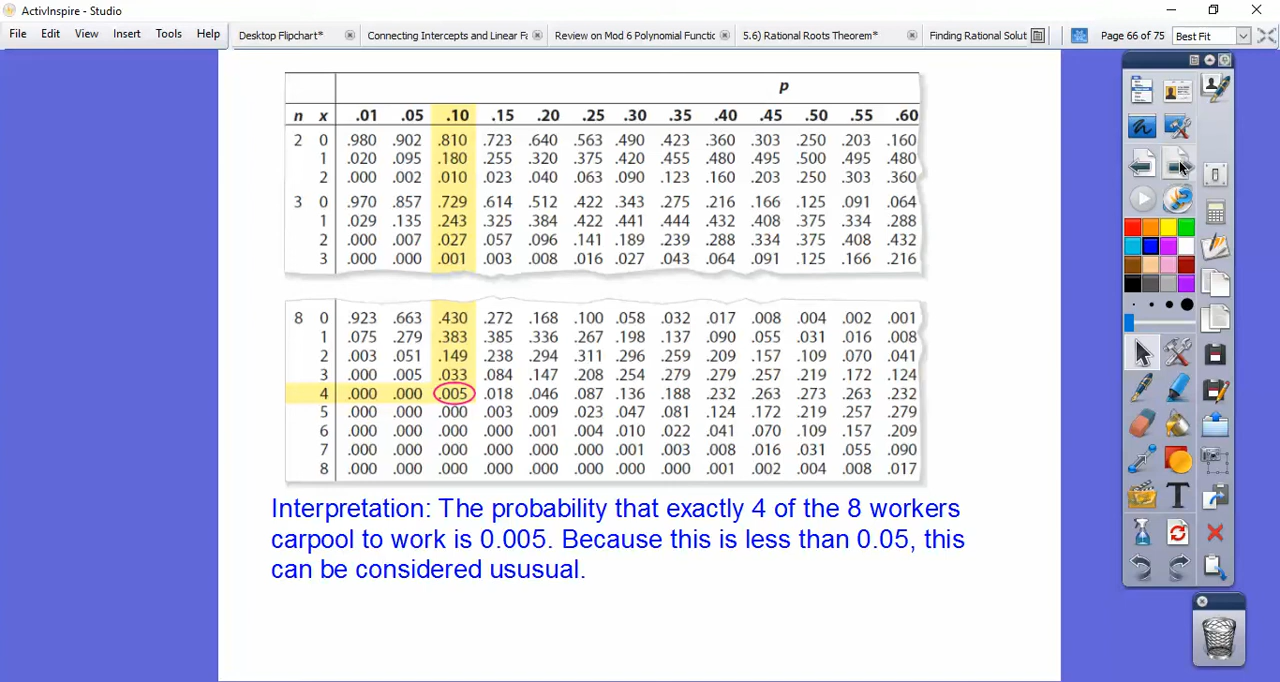 ActivInspire - Studio
File Edit View Insert Tools Help
Desktop Flipchart* Connecting Intercepts and Linear Fa Review on Mod 6 Polynomial Functic 5.6) Rational Roots Theorem* Finding Rational Solut Page 66 of 75 Best Fit
p
n x .01 .05 .10 .15 .20 .25 .30 .35 .40 .45 .50 .55 .60
2 0 .980 .902 .810 .723 .640 .563 .490 .423 .360 .303 .250 .203 .160
1 .020 .095 .180 .255 .320 .375 .420 .455 .480 .495 .500 .495 .480
2 .000 .002 .010 .023 .040 .063 .090 .123 .160 .203 .250 .303 .360
3 0 .970 .857 .729 .614 .512 .422 .343 .275 .216 .166 .125 .091 .064
1 .029 .135 .243 .325 .384 .422 .441 .444 .432 .408 .375 .334 .288
2 .000 .007 .027 .057 .096 .141 .189 .239 .288 .334 .375 .408 .432
3 .000 .000 .001 .003 .008 .016 .027 .043 .064 .091 .125 .166 .216
8 0 .923 .663 .430 .272 .168 .100 .058 .032 .017 .008 .004 .002 .001
1 .075 .279 .383 .385 .336 .267 .198 .137 .090 .055 .031 .016 .008
2 .003 .051 .149 .238 .294 .311 .296 .259 .209 .157 .109 .070 .041
3 .000 .005 .033 .084 .147 .208 .254 .279 .279 .257 .219 .172 .124
4 .000 .000 .005 .018 .046 .087 .136 .188 .232 .263 .273 .263 .232
5 .000 .000 .000 .003 .009 .023 .047 .081 .124 .172 .219 .257 .279
6 .000 .000 .000 .000 .001 .004 .010 .022 .041 .070 .109 .157 .209
7 .000 .000 .000 .000 .000 .000 .001 .003 .008 .016 .031 .055 .090
8 .000 .000 .000 .000 .000 .000 .000 .000 .001 .002 .004 .008 .017
Interpretation: The probability that exactly 4 of the 8 workers
carpool to work is 0.005. Because this is less than 0.05, this
can be considered ususual.